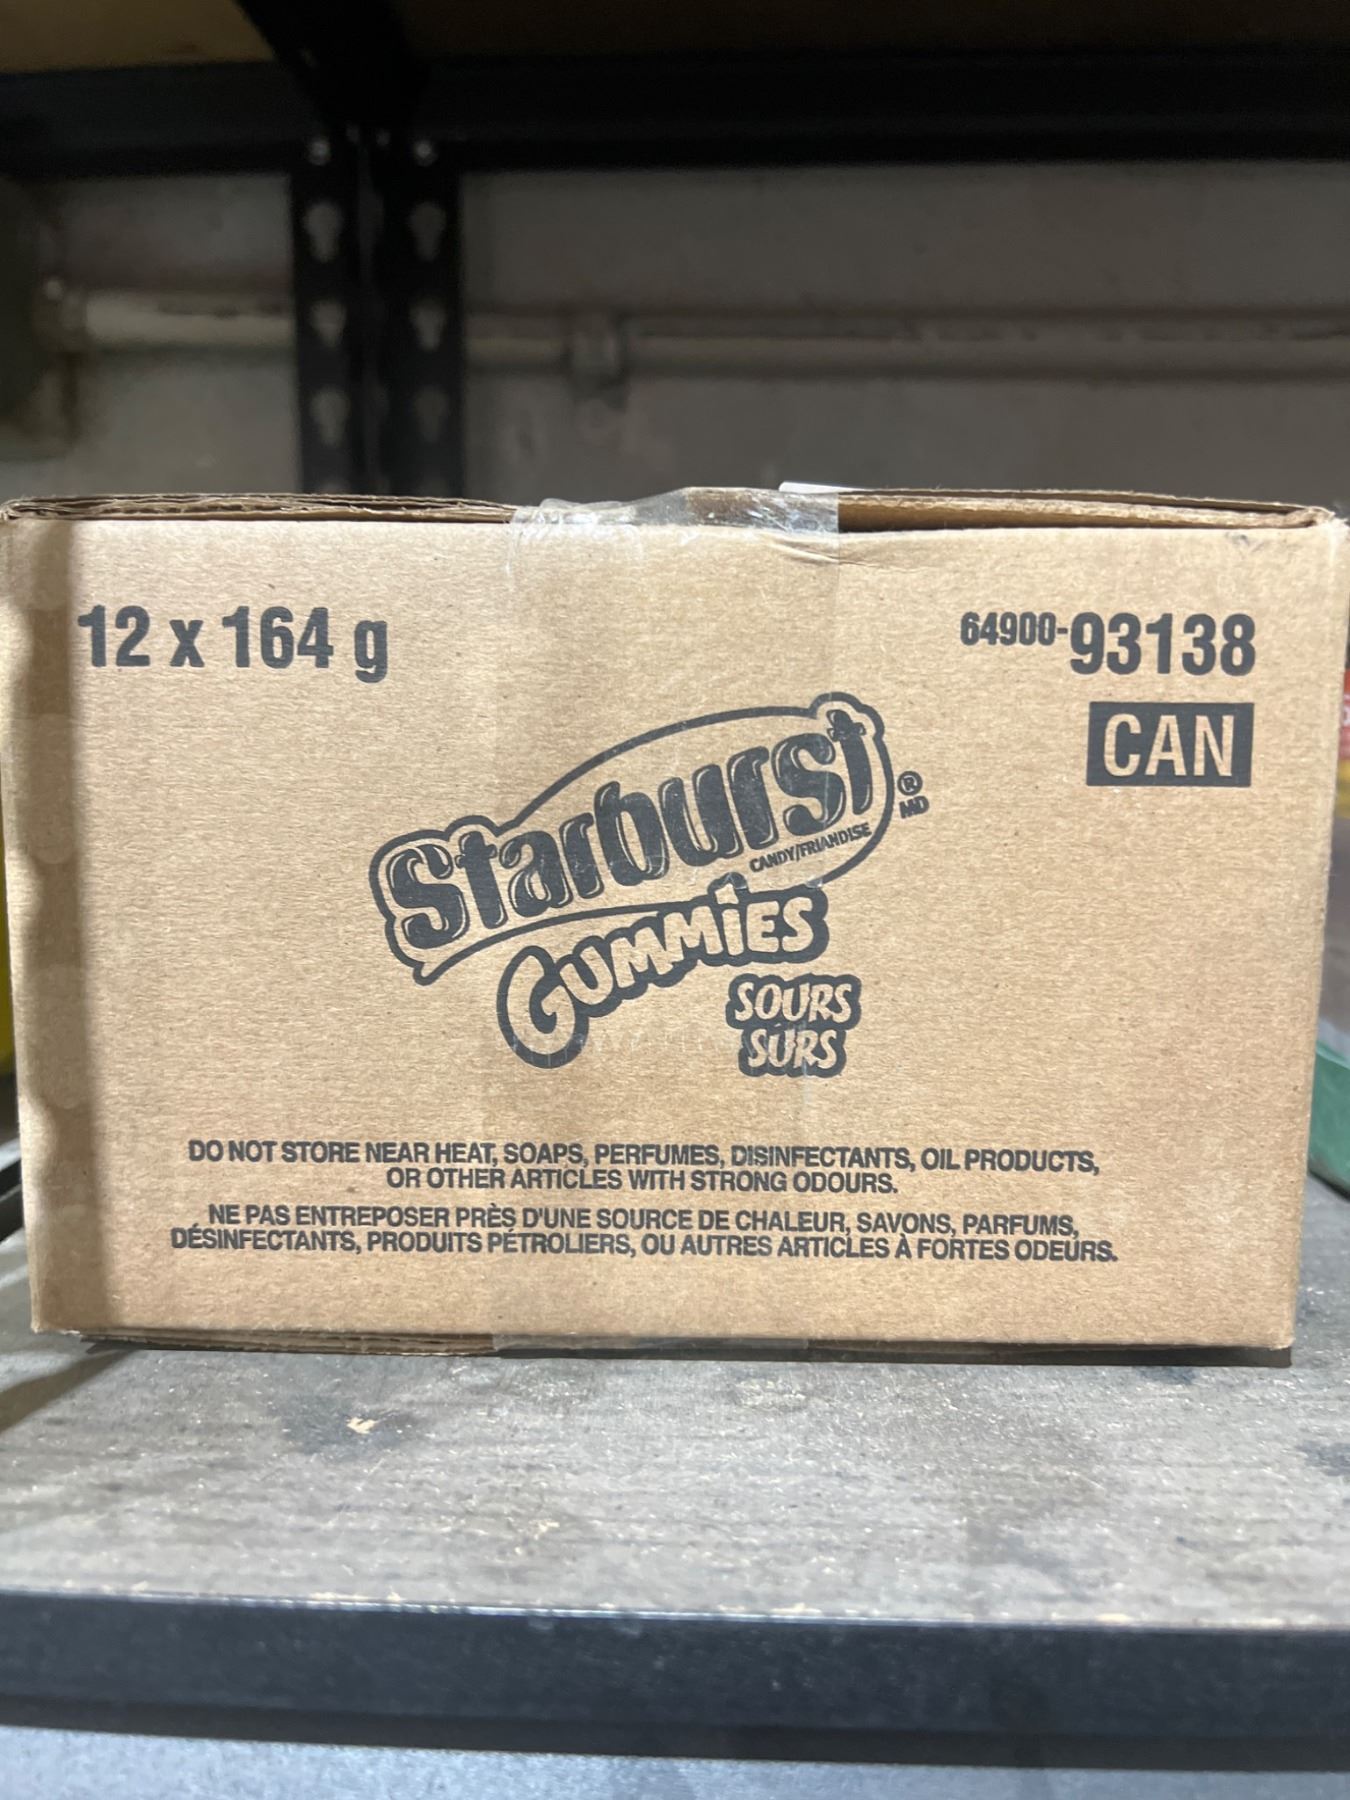 12 x 164 g
64900-93138
CAN
Starburst
® MD
CANDY/FRIANDISE
GUMMiES
SOURS
SURS
DO NOT STORE NEAR HEAT, SOAPS, PERFUMES, DISINFECTANTS, OIL PRODUCTS,
OR OTHER ARTICLES WITH STRONG ODOURS.
NE PAS ENTREPOSER PRÈS D'UNE SOURCE DE CHALEUR, SAVONS, PARFUMS,
DÉSINFECTANTS, PRODUITS PÉTROLIERS, OU AUTRES ARTICLES À FORTES ODEURS.